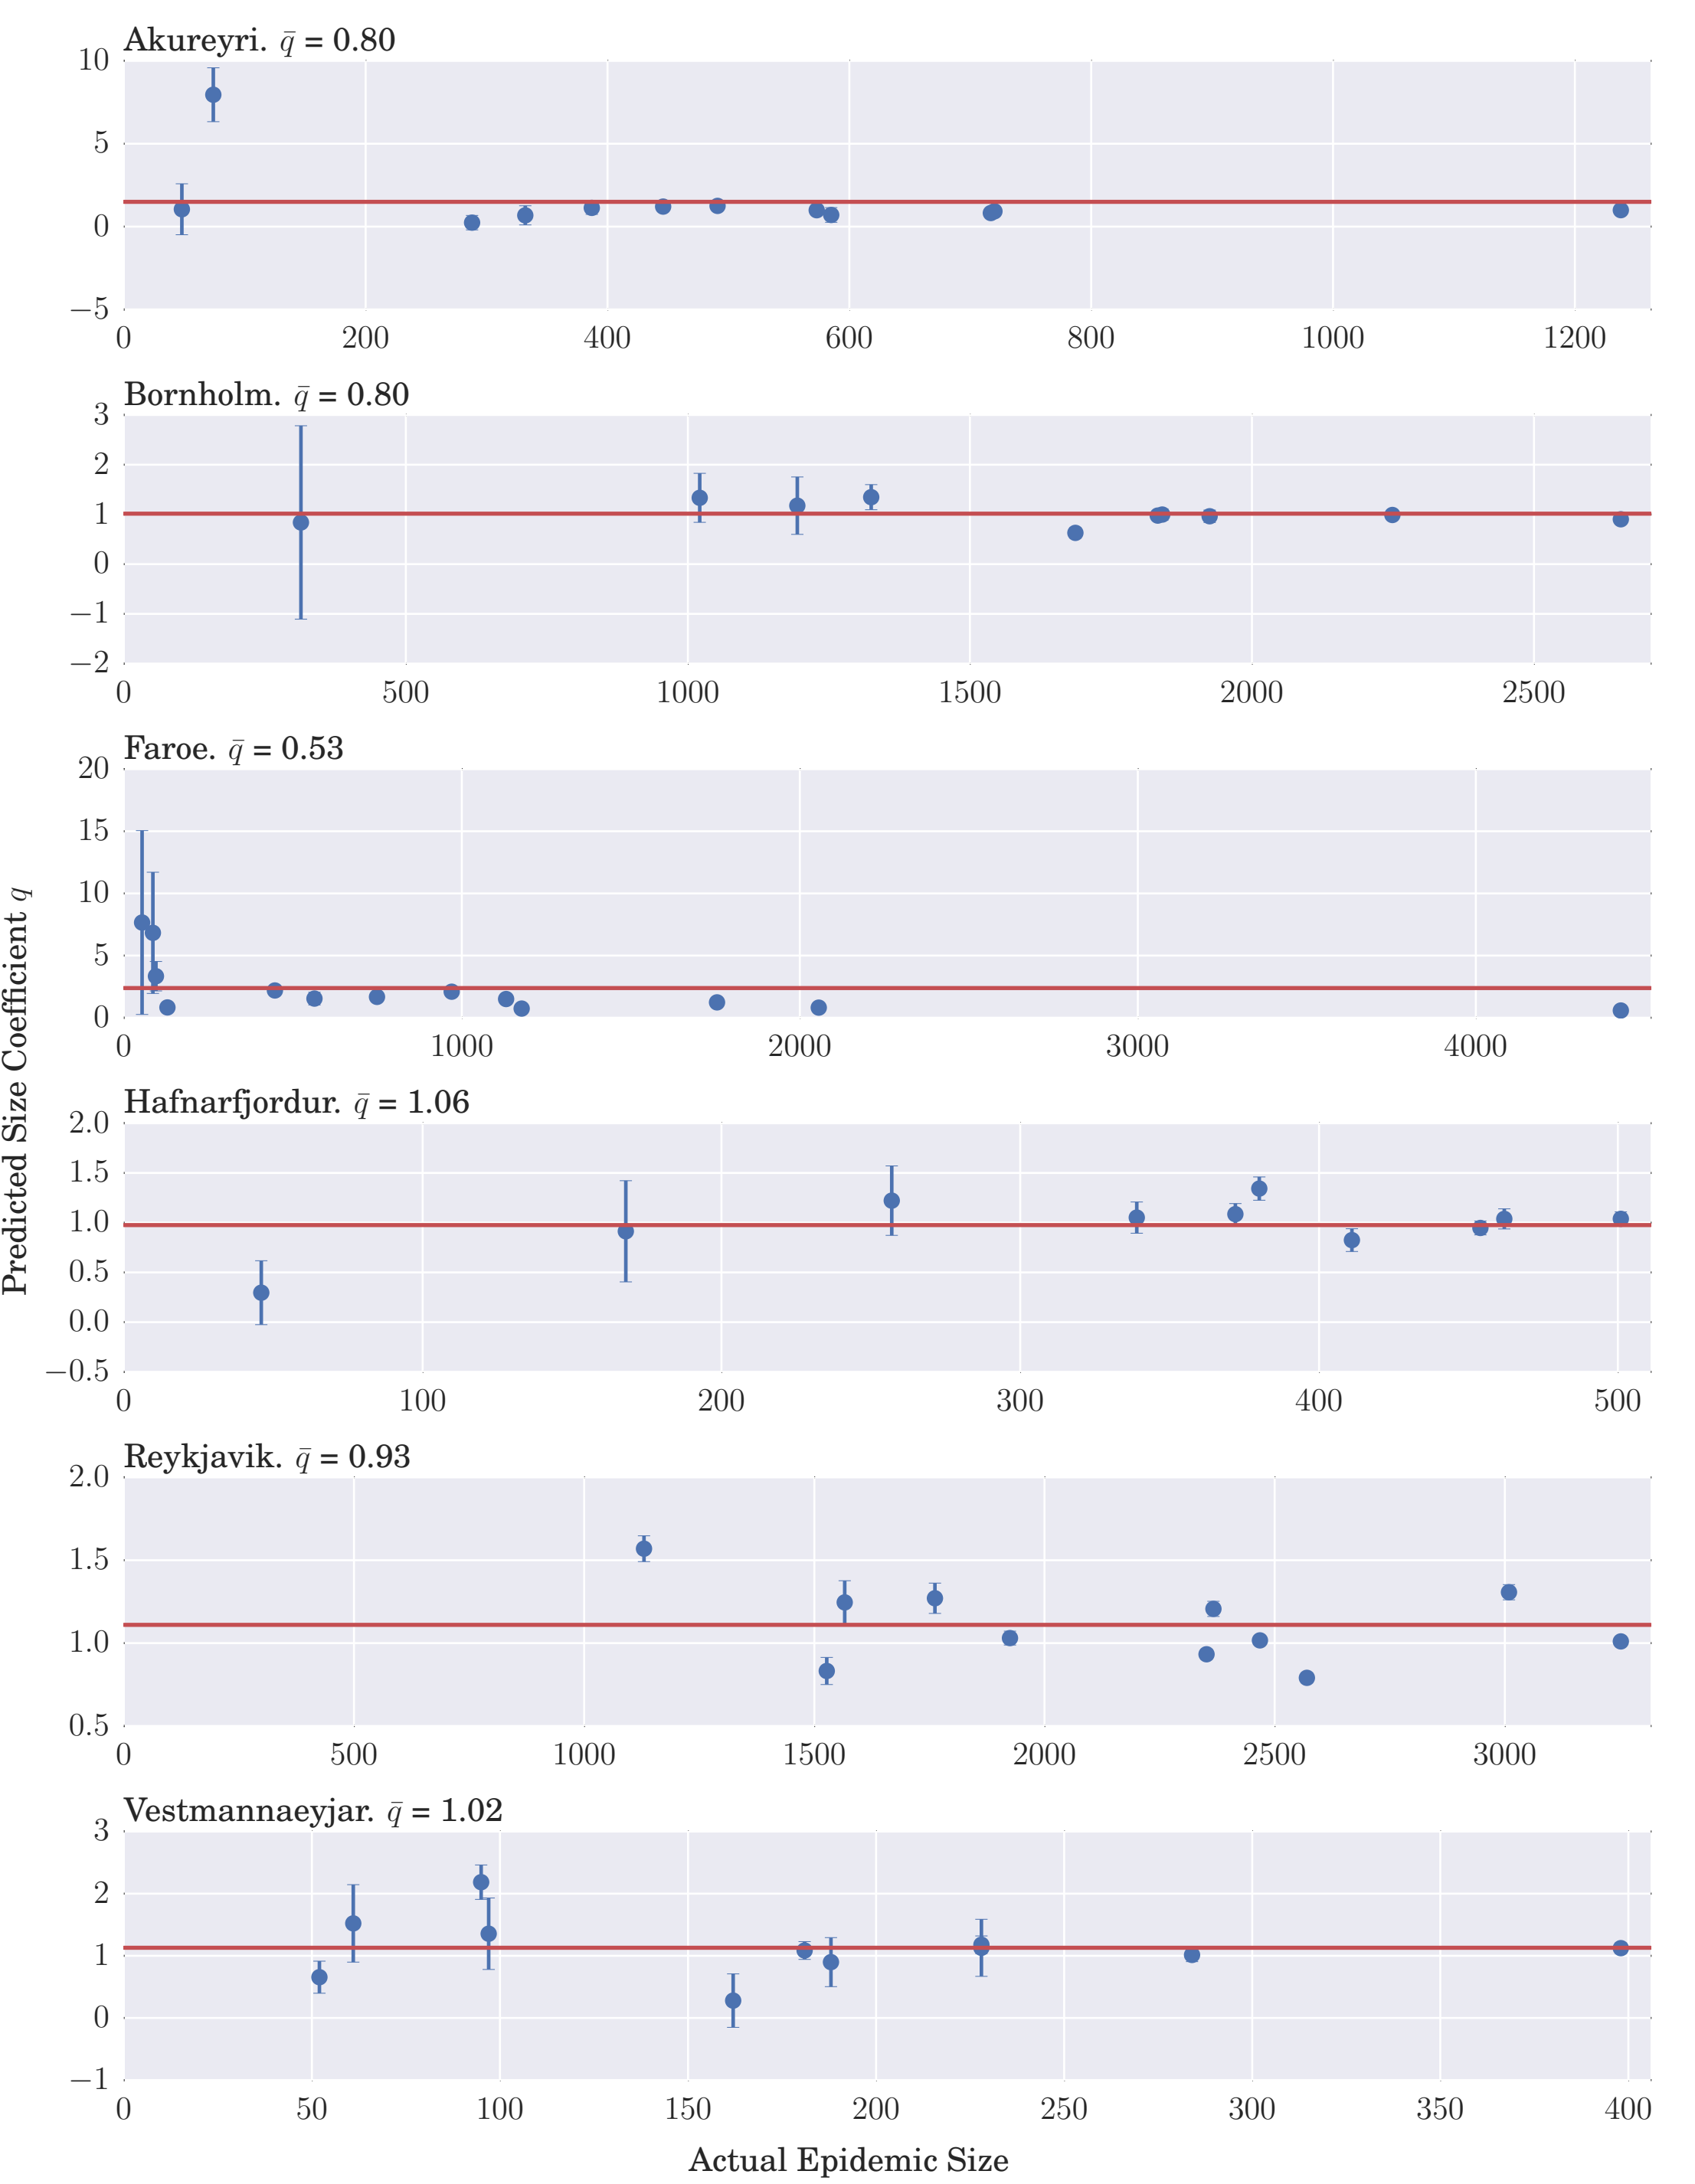 Akureyri. q̄ = 0.80
10
5
0
−5
0 200 400 600 800 1000 1200
Bornholm. q̄ = 0.80
3
2
1
0
−1
−2
0 500 1000 1500 2000 2500
Faroe. q̄ = 0.53
20
15
10
5
0
0 1000 2000 3000 4000
Predicted Size Coefficient q
Hafnarfjordur. q̄ = 1.06
2.0
1.5
1.0
0.5
0.0
−0.5
0 100 200 300 400 500
Reykjavik. q̄ = 0.93
2.0
1.5
1.0
0.5
0 500 1000 1500 2000 2500 3000
Vestmannaeyjar. q̄ = 1.02
3
2
1
0
−1
0 50 100 150 200 250 300 350 400
Actual Epidemic Size